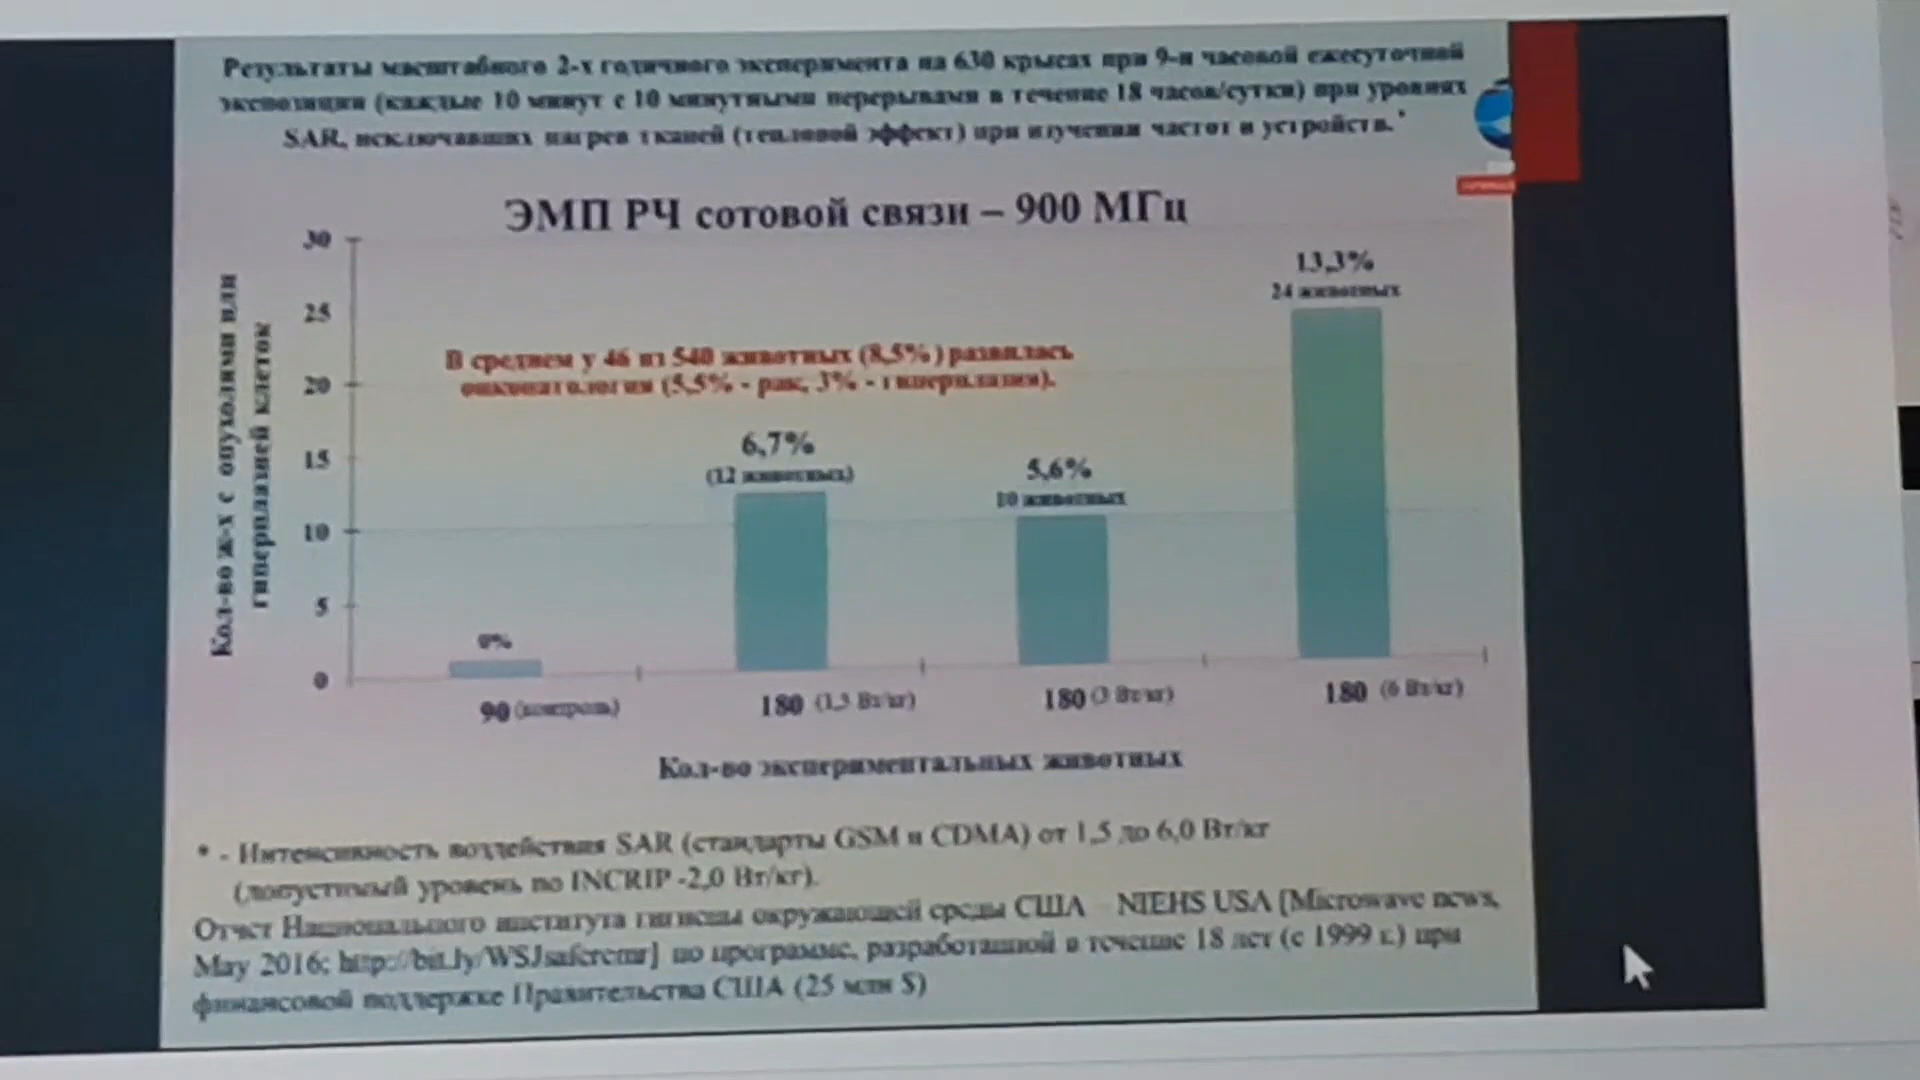 Результаты масштабного 2-х годичного эксперимента на 630 крысах при 9-и часовой ежесуточной
экспозиции (каждые 10 минут с 10 минутными перерывами в течение 18 часов/сутки) при уровнях
SAR, исключавших нагрев тканей (тепловой эффект) при изучении частот и устройств.*
ЭМП РЧ сотовой связи – 900 МГц
Кол-во ж-х с опухолями или
гиперплазией клеток
30
25
20
15
10
5
0
В среднем у 46 из 540 животных (8,5%) развилась
онкопатология (5,5% - рак, 3% - гиперплазия).
0%
6,7%
(12 животных)
5,6%
10 животных
13,3%
24 животных
90 (контроль)
180 (1,5 Вт/кг)
180 (3 Вт/кг)
180 (6 Вт/кг)
Кол-во экспериментальных животных
* - Интенсивность воздействия SAR (стандарты GSM и CDMA) от 1,5 до 6,0 Вт/кг
(допустимый уровень по INCRIP -2,0 Вт/кг).
Отчет Национального института гигиены окружающей среды США – NIEHS USA [Microwave news,
May 2016; http://bit.ly/WSJsaferemr] по программе, разработанной в течение 18 лет (с 1999 г.) при
финансовой поддержке Правительства США (25 млн $)